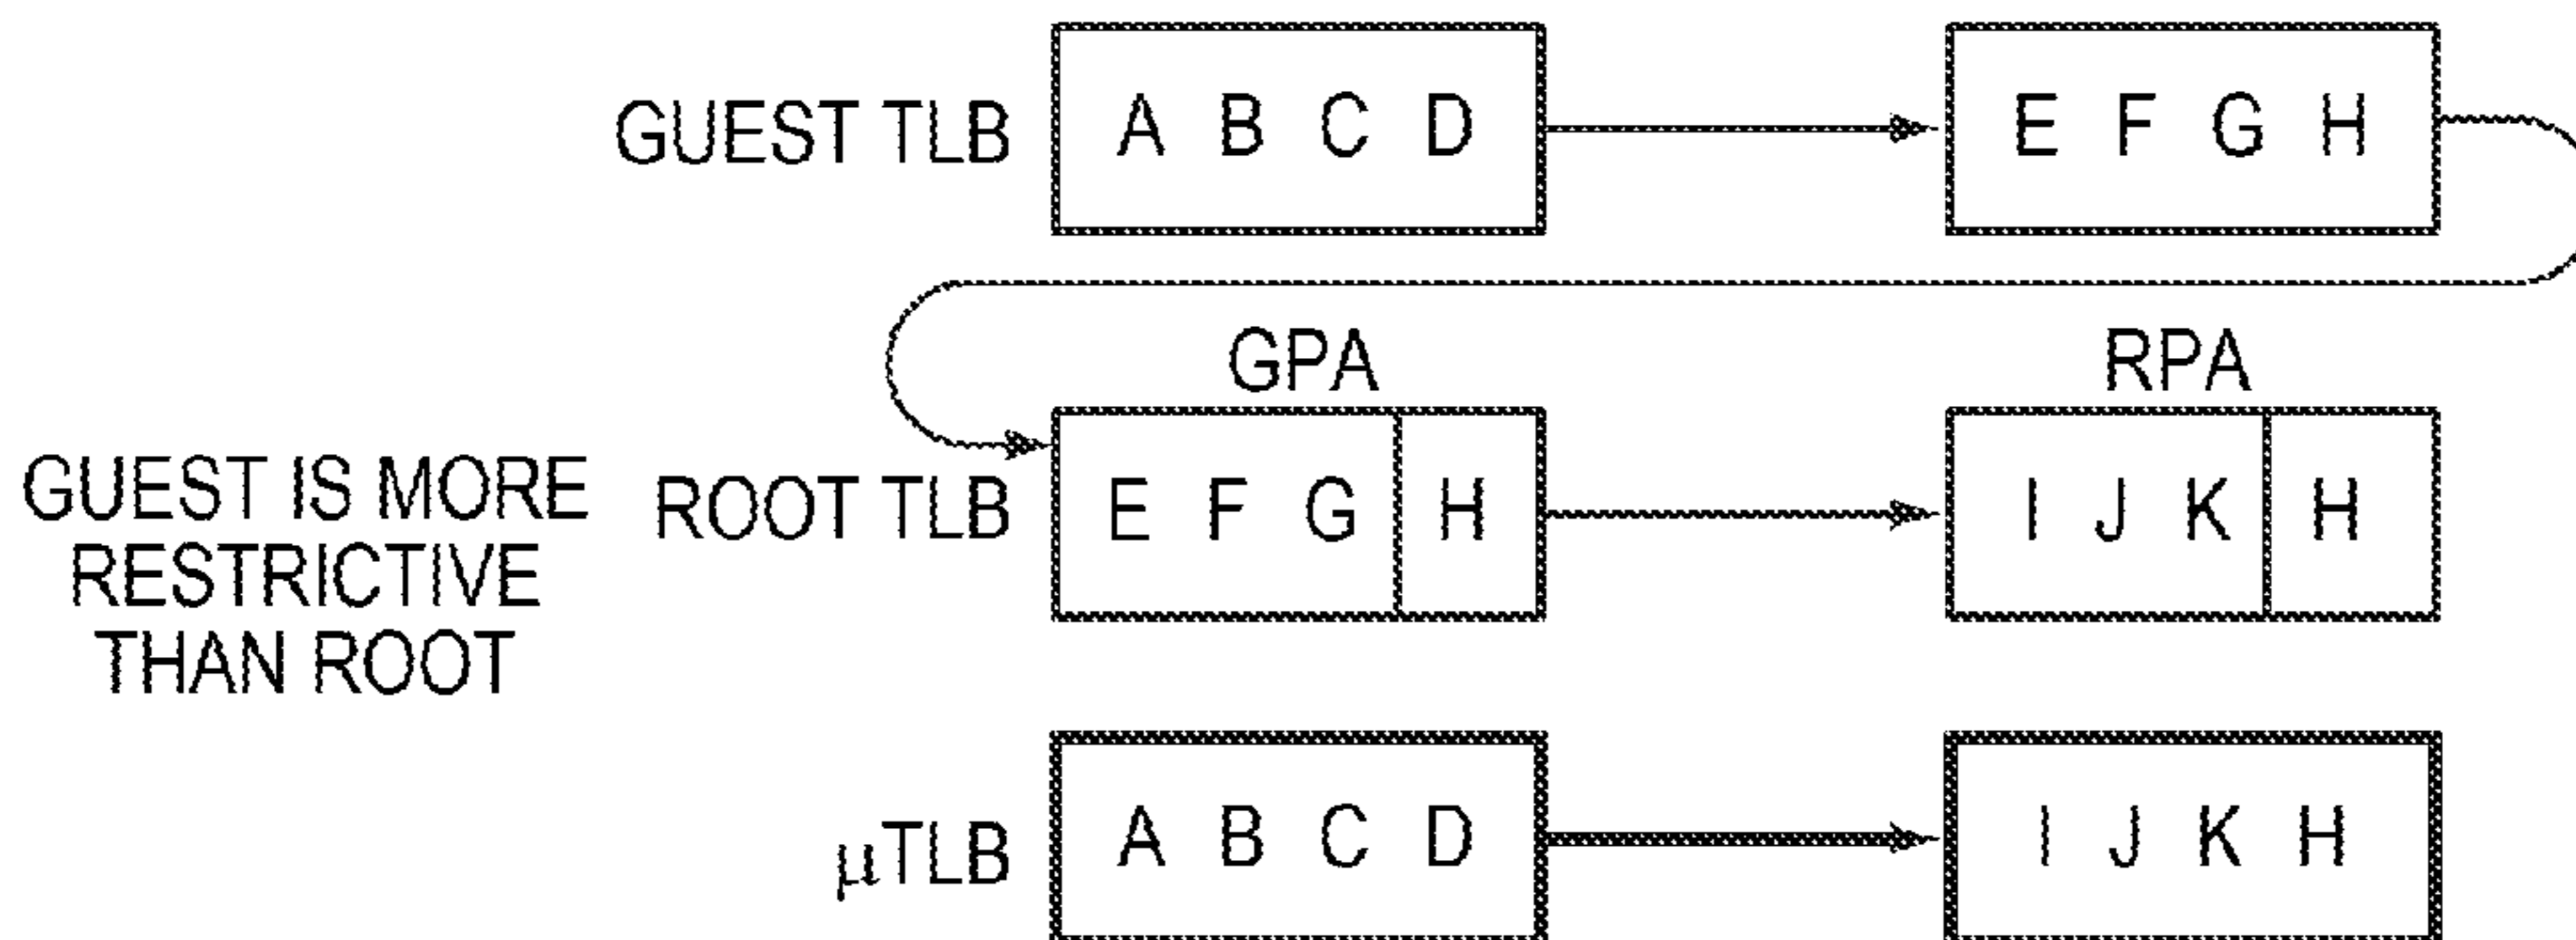 GUEST TLB A B C D E F G H
GPA RPA
GUEST IS MORE
RESTRICTIVE
THAN ROOT
ROOT TLB E F G H I J K H
μTLB A B C D I J K H